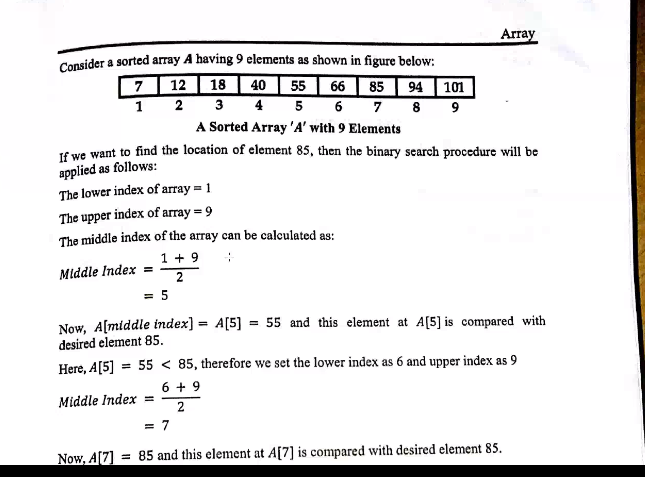 Array
Consider a sorted array A having 9 elements as shown in figure below:
7 12 18 40 55 66 85 94 101
1 2 3 4 5 6 7 8 9
A Sorted Array 'A' with 9 Elements
If we want to find the location of element 85, then the binary search procedure will be
applied as follows:
The lower index of array = 1
The upper index of array = 9
The middle index of the array can be calculated as:
1 + 9
Middle Index =
2
= 5
Now, A[middle index] = A[5] = 55 and this element at A[5] is compared with
desired element 85.
Here, A[5] = 55 < 85, therefore we set the lower index as 6 and upper index as 9
6 + 9
Middle Index =
2
= 7
Now, A[7] = 85 and this element at A[7] is compared with desired element 85.